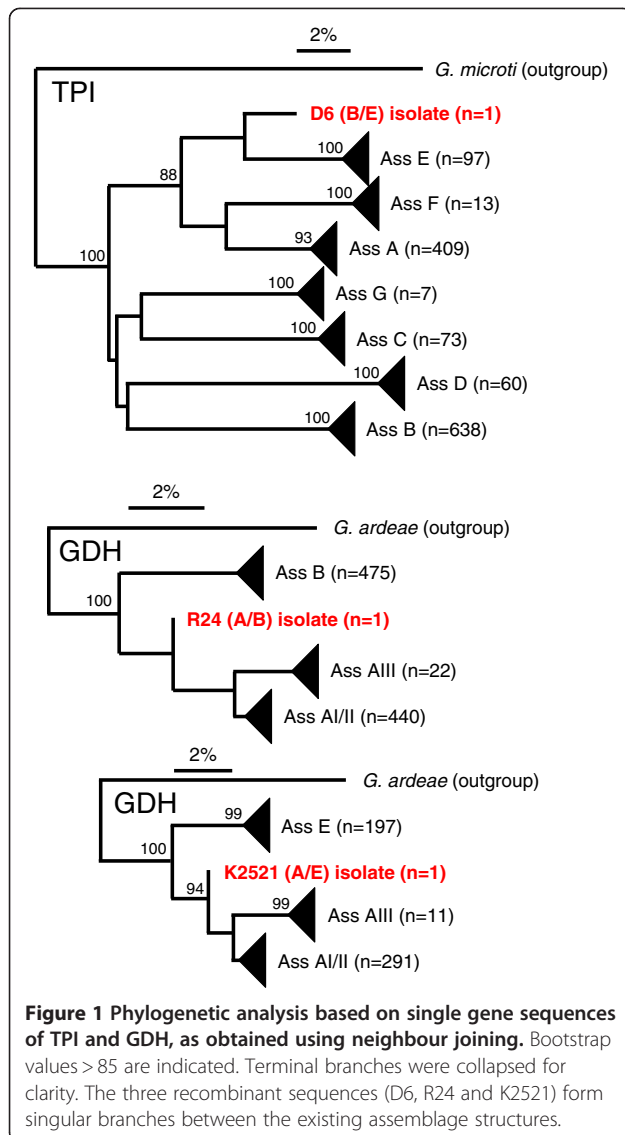 2%
G. microti (outgroup)
TPI
D6 (B/E) isolate (n=1)
100
Ass E (n=97)
88
100
Ass F (n=13)
93
Ass A (n=409)
100
100
Ass G (n=7)
100
Ass C (n=73)
100
Ass D (n=60)
100
Ass B (n=638)
2%
G. ardeae (outgroup)
GDH
Ass B (n=475)
100
R24 (A/B) isolate (n=1)
Ass AIII (n=22)
Ass AI/II (n=440)
2%
G. ardeae (outgroup)
GDH
99
Ass E (n=197)
100
K2521 (A/E) isolate (n=1)
94
99
Ass AIII (n=11)
Ass AI/II (n=291)
Figure 1 Phylogenetic analysis based on single gene sequences
of TPI and GDH, as obtained using neighbour joining. Bootstrap
values > 85 are indicated. Terminal branches were collapsed for
clarity. The three recombinant sequences (D6, R24 and K2521) form
singular branches between the existing assemblage structures.